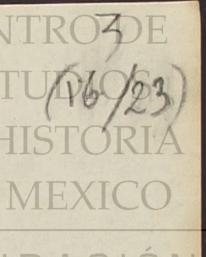 NTRO DE
3
TUDIOS
(16/23)
HISTORIA
MEXICO